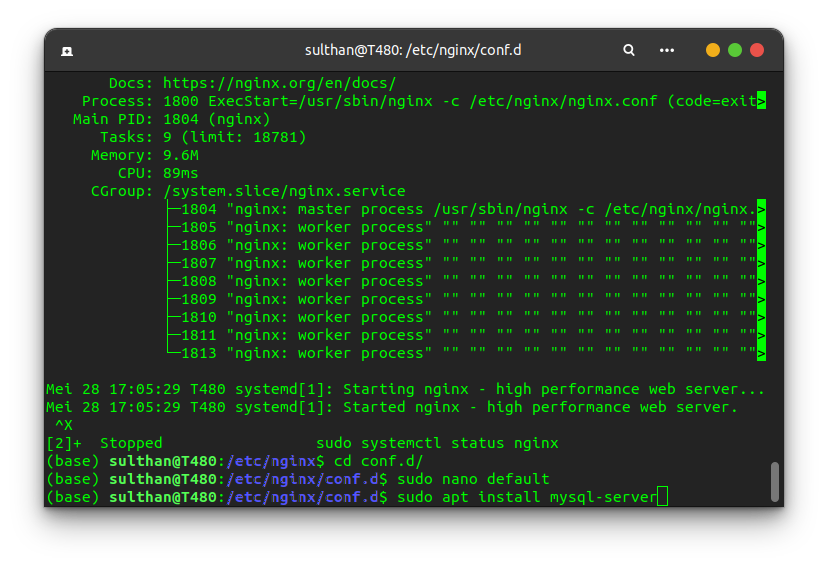 sulthan@T480: /etc/nginx/conf.d
Docs: https://nginx.org/en/docs/
Process: 1800 ExecStart=/usr/sbin/nginx -c /etc/nginx/nginx.conf (code=exit>
Main PID: 1804 (nginx)
Tasks: 9 (limit: 18781)
Memory: 9.6M
CPU: 89ms
CGroup: /system.slice/nginx.service
├─1804 "nginx: master process /usr/sbin/nginx -c /etc/nginx/nginx.>
├─1805 "nginx: worker process" "" "" "" "" "" "" "" "" "" "" "" "">
├─1806 "nginx: worker process" "" "" "" "" "" "" "" "" "" "" "" "">
├─1807 "nginx: worker process" "" "" "" "" "" "" "" "" "" "" "" "">
├─1808 "nginx: worker process" "" "" "" "" "" "" "" "" "" "" "" "">
├─1809 "nginx: worker process" "" "" "" "" "" "" "" "" "" "" "" "">
├─1810 "nginx: worker process" "" "" "" "" "" "" "" "" "" "" "" "">
├─1811 "nginx: worker process" "" "" "" "" "" "" "" "" "" "" "" "">
└─1813 "nginx: worker process" "" "" "" "" "" "" "" "" "" "" "" "">
Mei 28 17:05:29 T480 systemd[1]: Starting nginx - high performance web server...
Mei 28 17:05:29 T480 systemd[1]: Started nginx - high performance web server.
^X
[2]+  Stopped                 sudo systemctl status nginx
(base) sulthan@T480:/etc/nginx$ cd conf.d/
(base) sulthan@T480:/etc/nginx/conf.d$ sudo nano default
(base) sulthan@T480:/etc/nginx/conf.d$ sudo apt install mysql-server